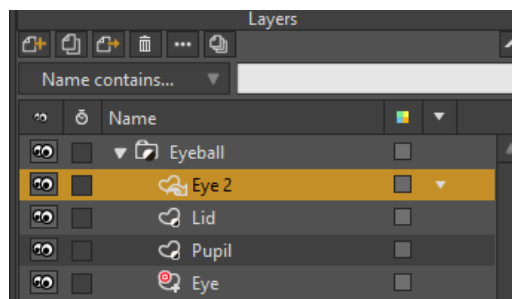 Layers
Name contains...
Name
Eyeball
Eye 2
Lid
Pupil
Eye